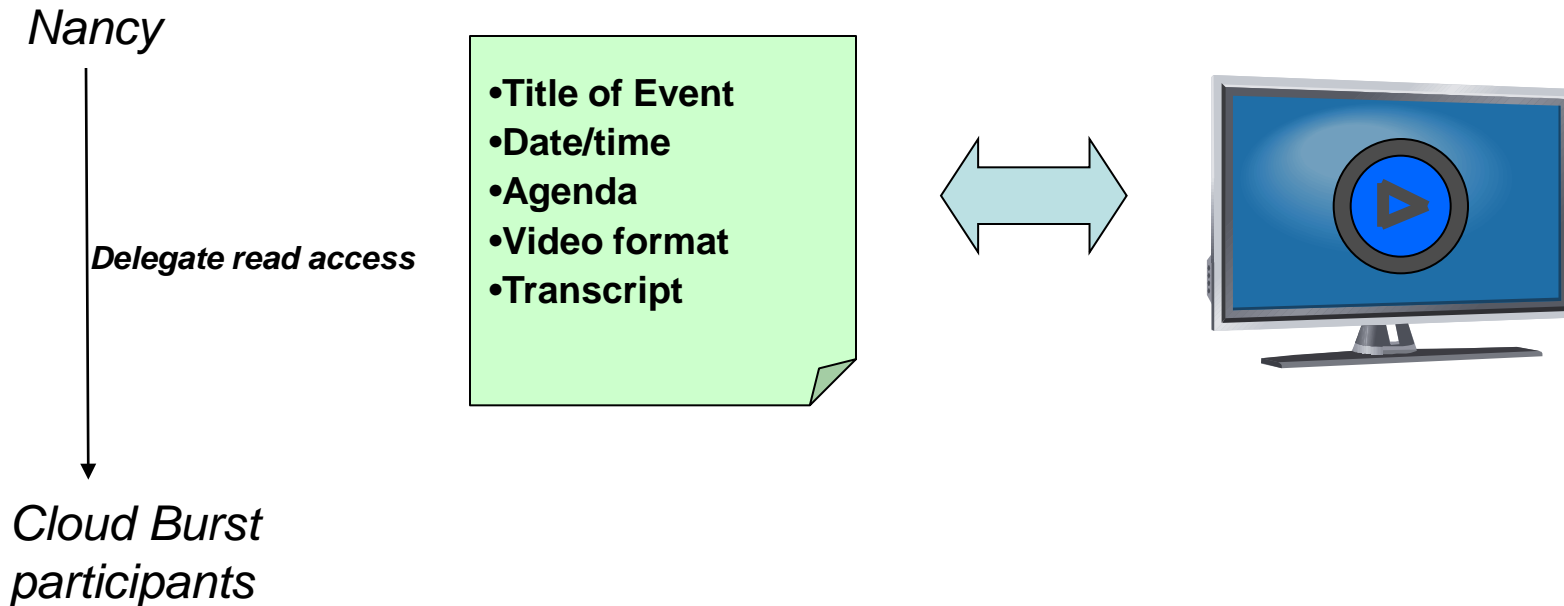 Nancy
•Title of Event
•Date/time
•Agenda
•Video format
•Transcript
Delegate read access
Cloud Burst
participants